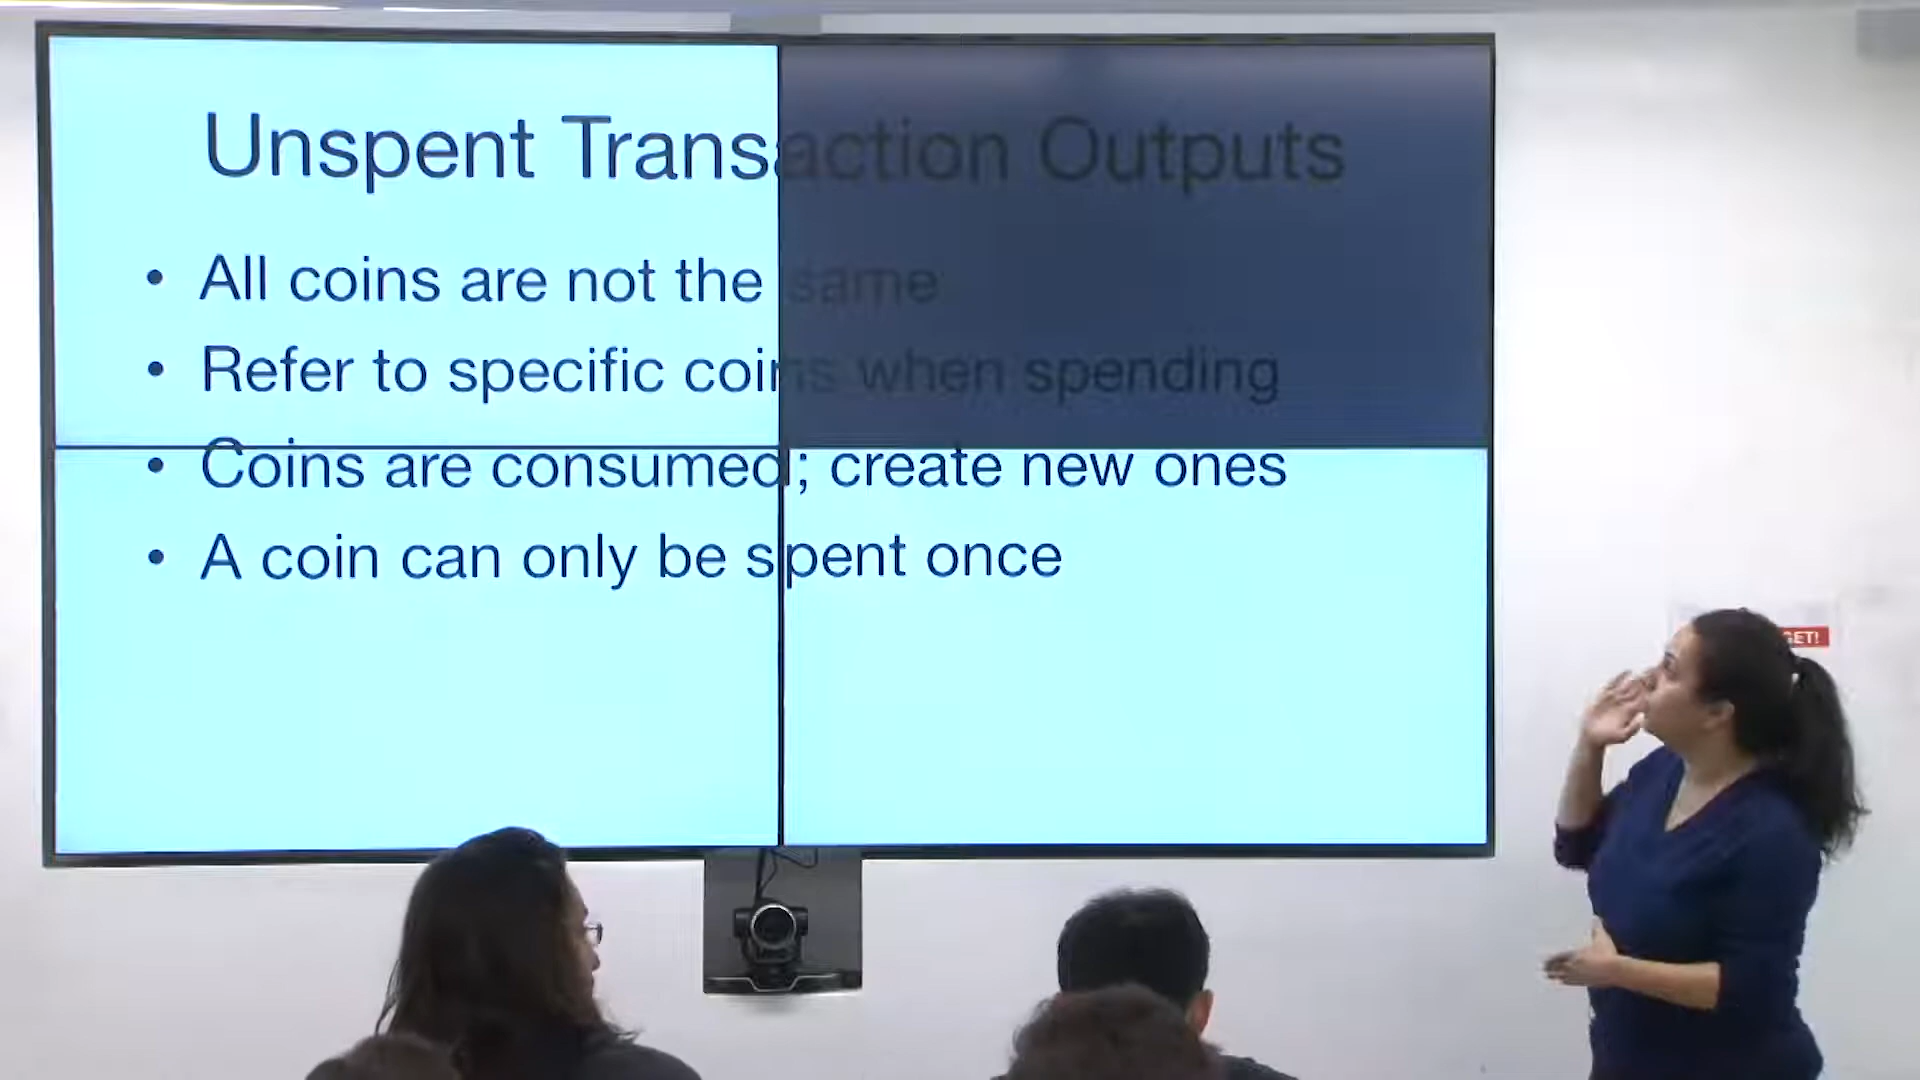 Unspent Transaction Outputs
• All coins are not the same
• Refer to specific coins when spending
• Coins are consumed; create new ones
• A coin can only be spent once
GET!